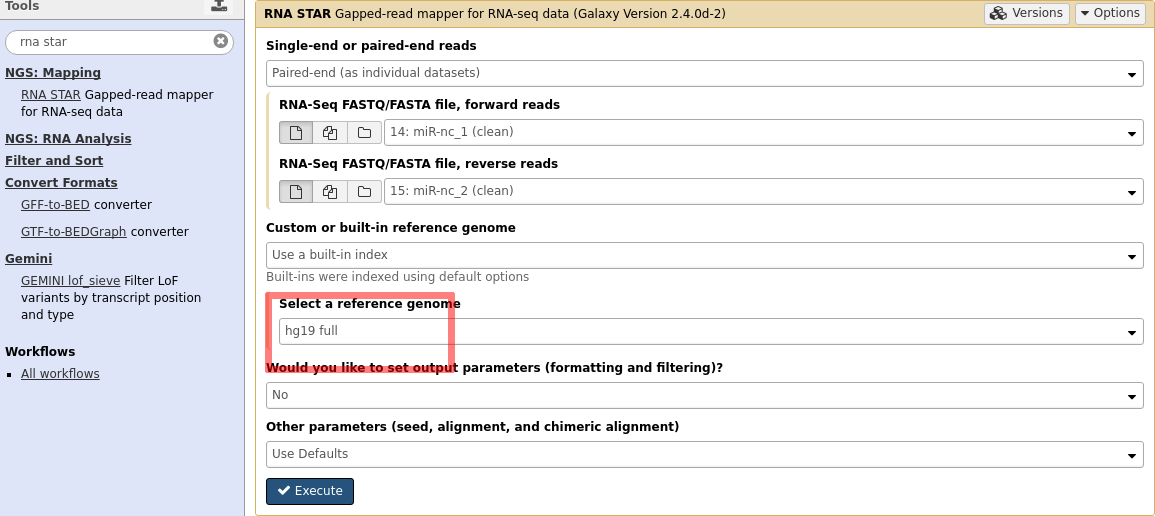 Tools
rna star
NGS: Mapping
RNA STAR Gapped-read mapper
for RNA-seq data
NGS: RNA Analysis
Filter and Sort
Convert Formats
GFF-to-BED converter
GTF-to-BEDGraph converter
Gemini
GEMINI lof_sieve Filter LoF
variants by transcript position
and type
Workflows
All workflows
RNA STAR Gapped-read mapper for RNA-seq data (Galaxy Version 2.4.0d-2)
Versions
Options
Single-end or paired-end reads
Paired-end (as individual datasets)
RNA-Seq FASTQ/FASTA file, forward reads
14: miR-nc_1 (clean)
RNA-Seq FASTQ/FASTA file, reverse reads
15: miR-nc_2 (clean)
Custom or built-in reference genome
Use a built-in index
Built-ins were indexed using default options
Select a reference genome
hg19 full
Would you like to set output parameters (formatting and filtering)?
No
Other parameters (seed, alignment, and chimeric alignment)
Use Defaults
Execute